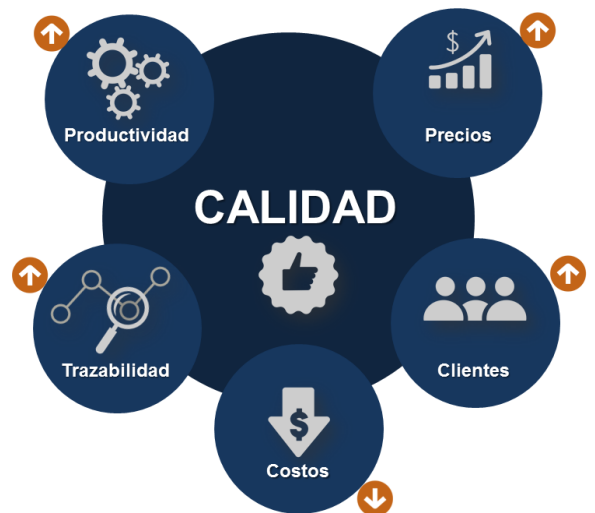 Productividad
$
Precios
CALIDAD
Trazabilidad
Clientes
$
Costos